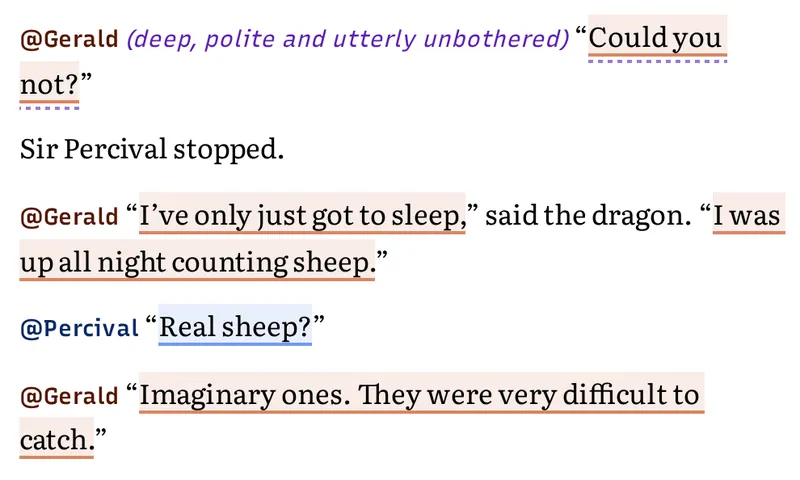 @Gerald (deep, polite and utterly unbothered) “Could you
not?”
Sir Percival stopped.
@Gerald “I’ve only just got to sleep,” said the dragon. “I was
up all night counting sheep.”
@Percival “Real sheep?”
@Gerald “Imaginary ones. They were very difficult to
catch.”